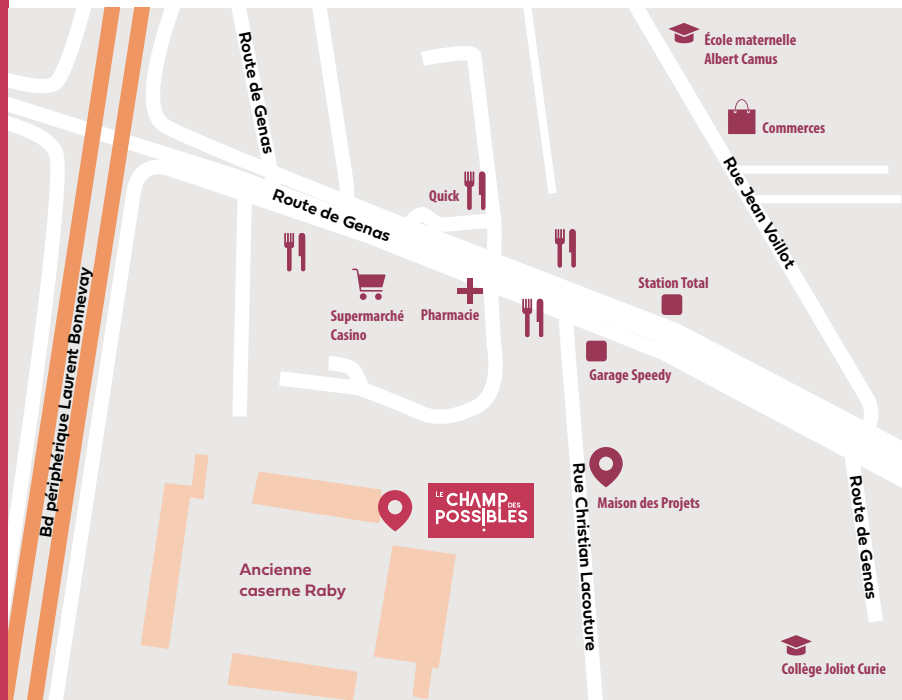 École maternelle
Albert Camus
Route de Genas
Commerces
Quick
Rue Jean Voillot
Route de Genas
Station Total
Supermarché
Casino
Pharmacie
Garage Speedy
Bd périphérique Laurent Bonnevay
Maison des Projets
LE CHAMP DES
POSSIBLES
Rue Christian Lacouture
Route de Genas
Ancienne
caserne Raby
Collège Joliot Curie